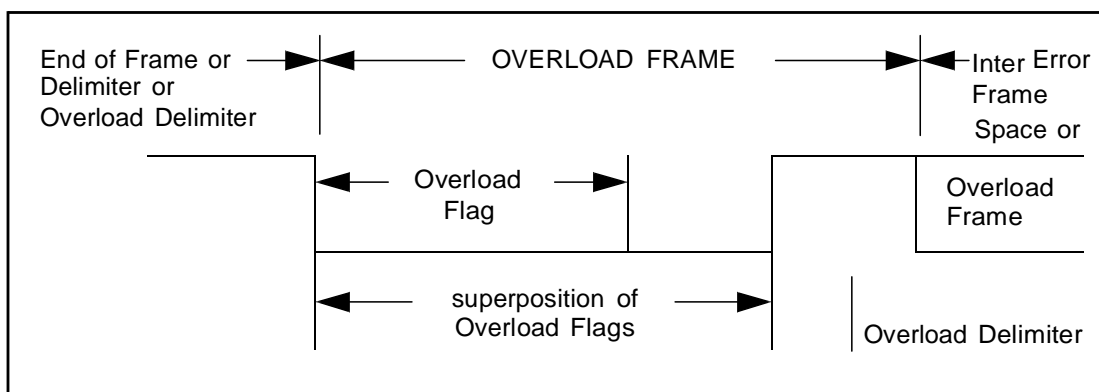 End of Frame or
Delimiter or
Overload Delimiter
OVERLOAD FRAME
Inter Error
Frame
Space or
Overload
Flag
Overload
Frame
superposition of
Overload Flags
Overload Delimiter